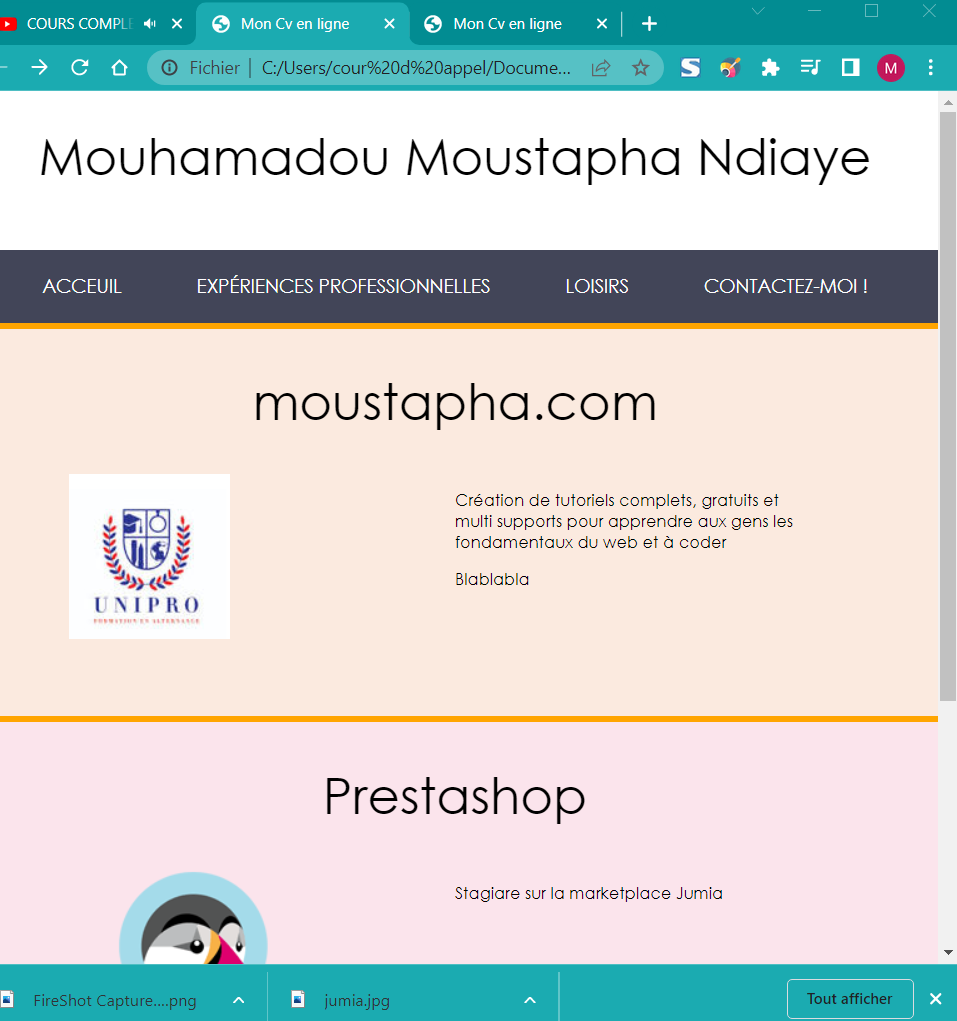 COURS COMPLE
Mon Cv en ligne
Mon Cv en ligne
Fichier
C:/Users/cour%20d%20appel/Docume...
S
M
Mouhamadou Moustapha Ndiaye
ACCEUIL
EXPÉRIENCES PROFESSIONNELLES
LOISIRS
CONTACTEZ-MOI !
moustapha.com
UNIPRO
FORMATION EN ALTERNANCE
Création de tutoriels complets, gratuits et
multi supports pour apprendre aux gens les
fondamentaux du web et à coder
Blablabla
Prestashop
Stagiare sur la marketplace Jumia
FireShot Capture....png
jumia.jpg
Tout afficher